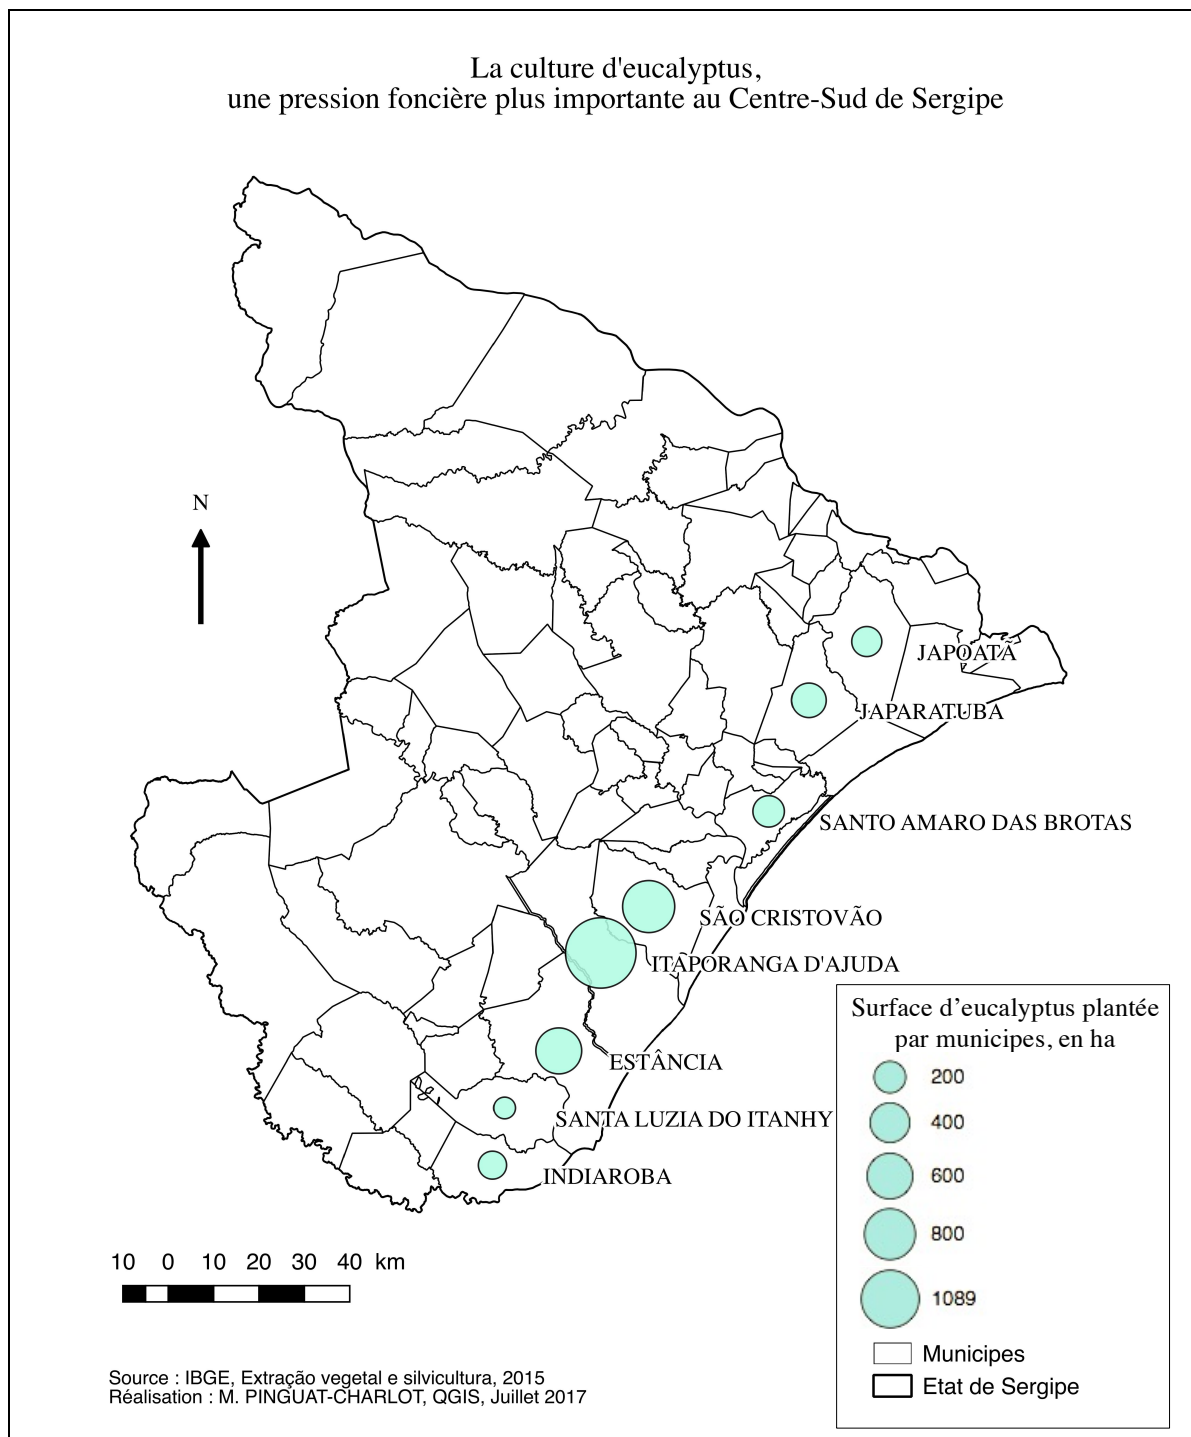 La culture d'eucalyptus,
une pression foncière plus importante au Centre-Sud de Sergipe
N
JAPOATÃ
JAPARATUBA
SANTO AMARO DAS BROTAS
SÃO CRISTOVÃO
ITAPORANGA D'AJUDA
ESTÂNCIA
SANTA LUZIA DO ITANHY
INDIAROBA
Surface d’eucalyptus plantée
par municipes, en ha
200
400
600
800
1089
Municipes
Etat de Sergipe
10 0 10 20 30 40 km
Source : IBGE, Extração vegetal e silvicultura, 2015
Réalisation : M. PINGUAT-CHARLOT, QGIS, Juillet 2017